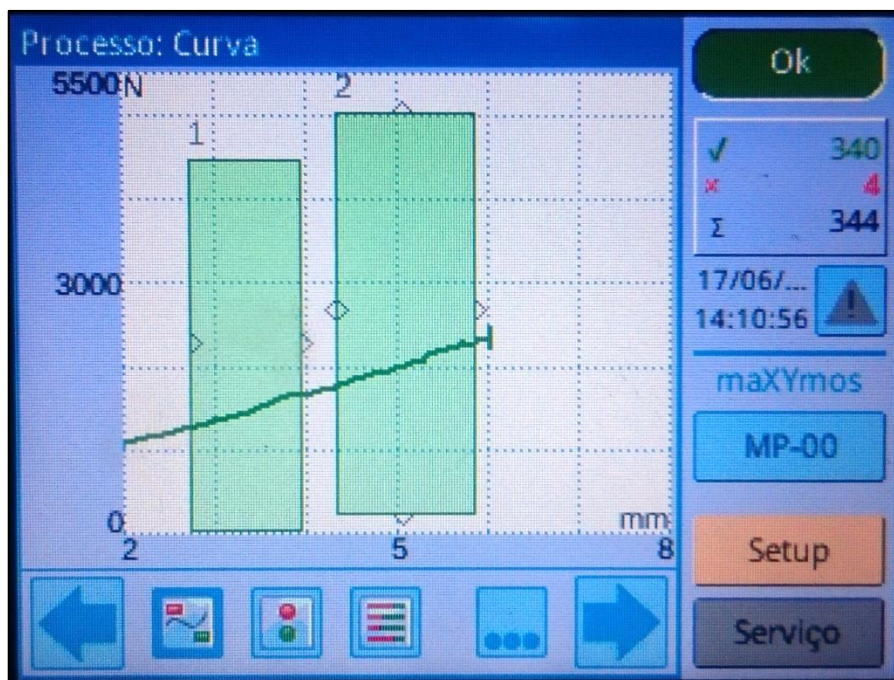 Processo: Curva
5500N
3000
0
mm
2
5
8
1
2
Ok
✓ 340
× 4
Σ 344
17/06/...
14:10:56
maXYmos
MP-00
Setup
Serviço